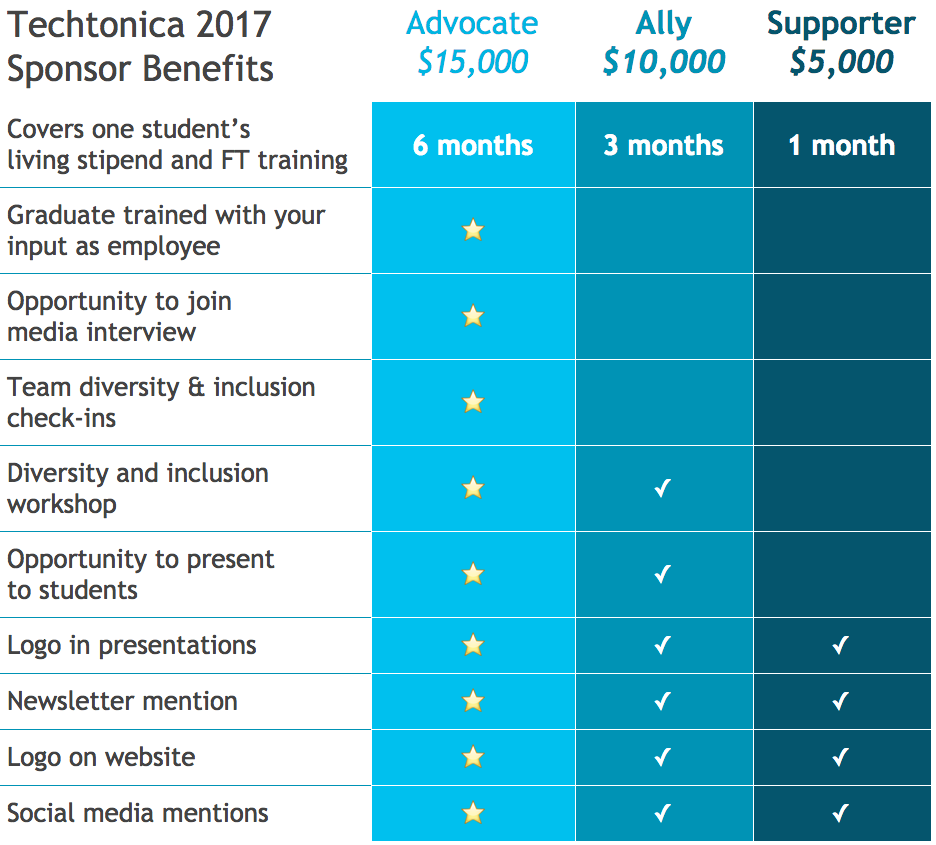 Techtonica 2017
Sponsor Benefits
Advocate
$15,000
Ally
$10,000
Supporter
$5,000
Covers one student’s
living stipend and FT training
6 months
3 months
1 month
Graduate trained with your
input as employee
Opportunity to join
media interview
Team diversity & inclusion
check-ins
Diversity and inclusion
workshop
✓
Opportunity to present
to students
✓
Logo in presentations
✓ ✓
Newsletter mention
✓ ✓
Logo on website
✓ ✓
Social media mentions
✓ ✓